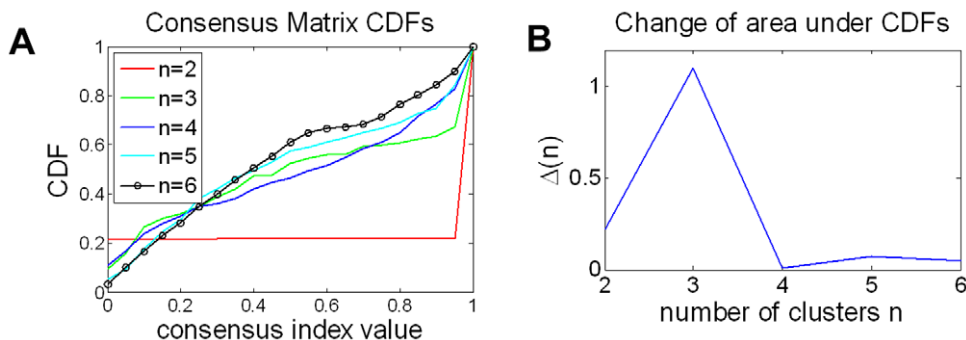 A
Consensus Matrix CDFs
CDF
1
0.8
0.6
0.4
0.2
0
n=2
n=3
n=4
n=5
n=6
0 0.2 0.4 0.6 0.8 1
consensus index value
B
Change of area under CDFs
Δ(n)
1
0.5
0
2 3 4 5 6
number of clusters n